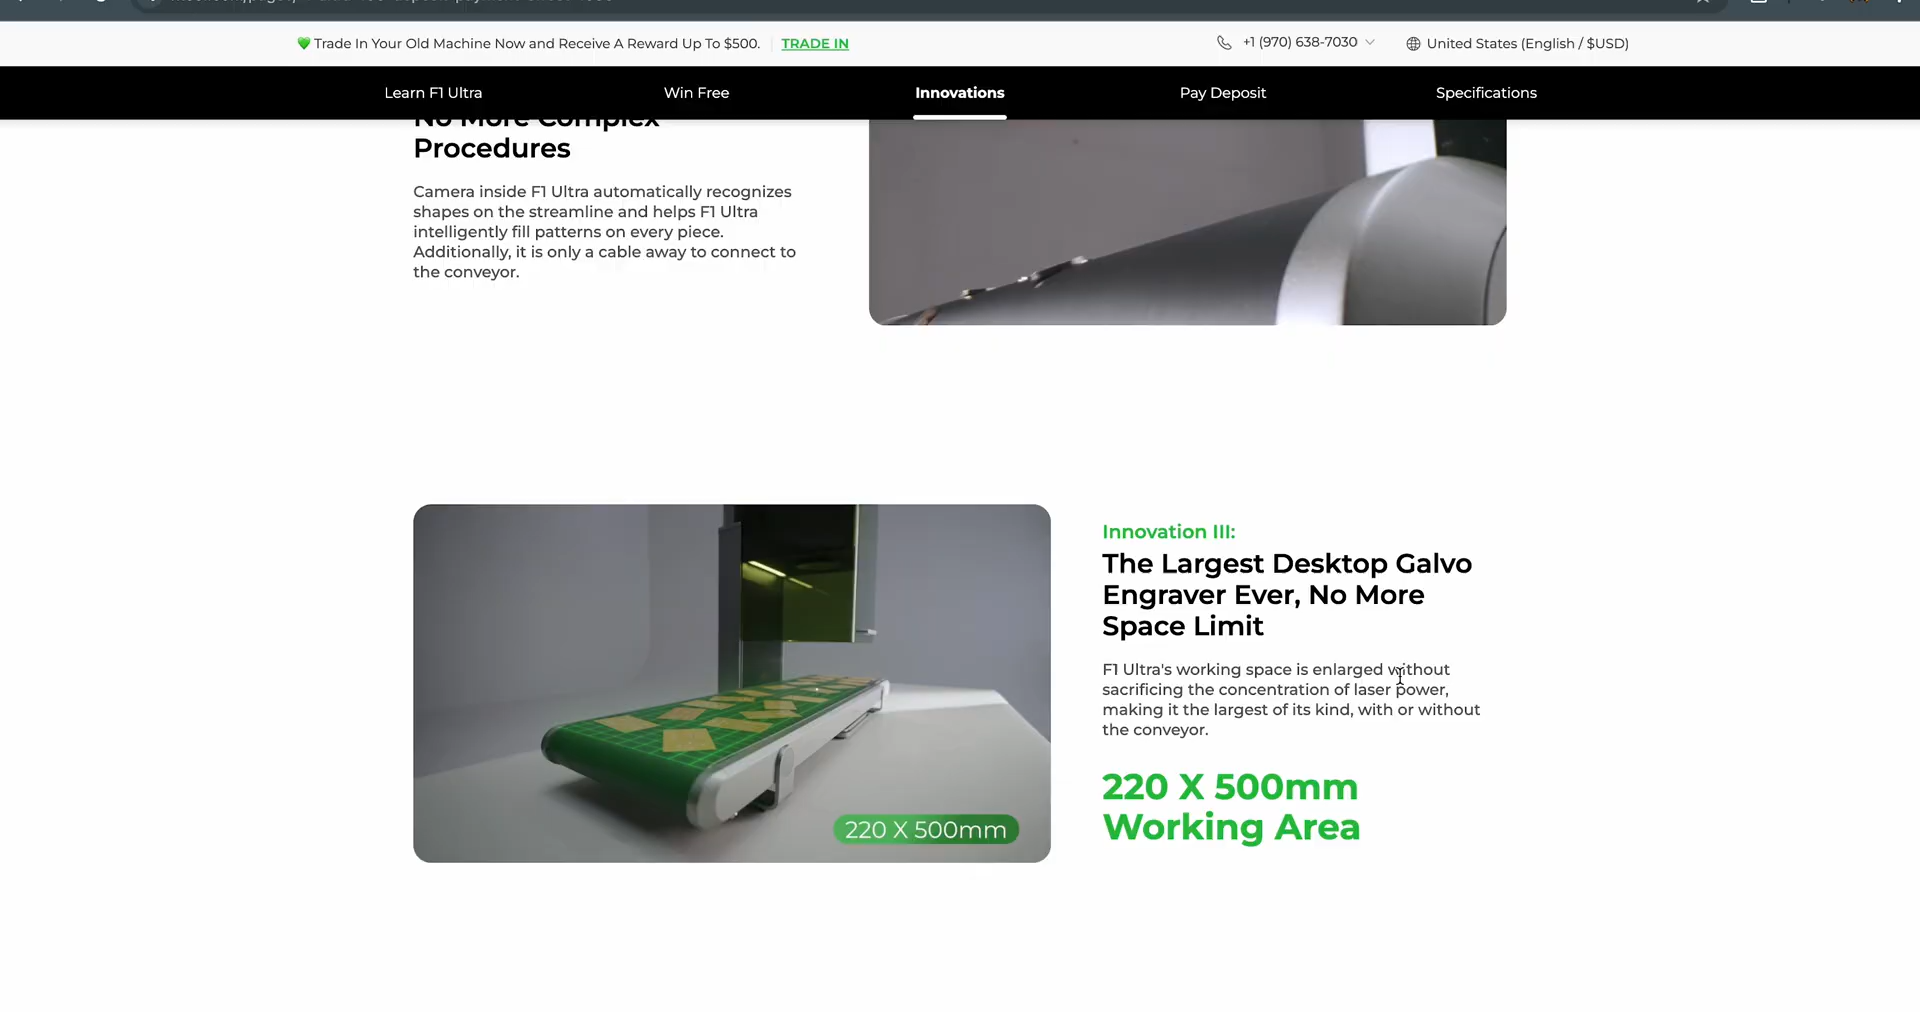 💚 Trade In Your Old Machine Now and Receive A Reward Up To $500. TRADE IN
+1 (970) 638-7030
United States (English / $USD)
Learn F1 Ultra
Win Free
Innovations
Pay Deposit
Specifications
No More Complex
Procedures
Camera inside F1 Ultra automatically recognizes
shapes on the streamline and helps F1 Ultra
intelligently fill patterns on every piece.
Additionally, it is only a cable away to connect to
the conveyor.
220 X 500mm
Innovation III:
The Largest Desktop Galvo
Engraver Ever, No More
Space Limit
F1 Ultra's working space is enlarged without
sacrificing the concentration of laser power,
making it the largest of its kind, with or without
the conveyor.
220 X 500mm
Working Area